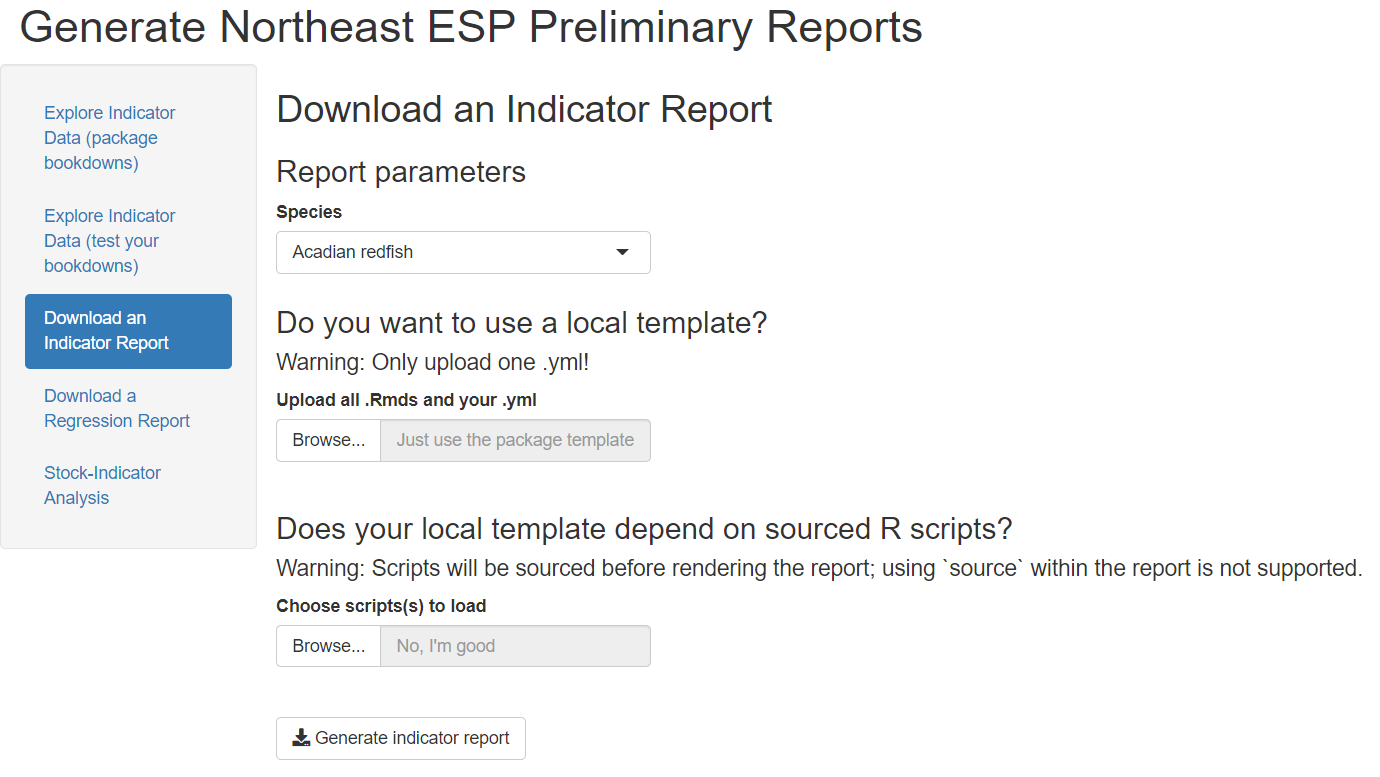 Generate Northeast ESP Preliminary Reports
Explore Indicator
Data (package
bookdowns)
Explore Indicator
Data (test your
bookdowns)
Download an
Indicator Report
Download a
Regression Report
Stock-Indicator
Analysis
Download an Indicator Report
Report parameters
Species
Acadian redfish
Do you want to use a local template?
Warning: Only upload one .yml!
Upload all .Rmds and your .yml
Browse... Just use the package template
Does your local template depend on sourced R scripts?
Warning: Scripts will be sourced before rendering the report; using `source` within the report is not supported.
Choose scripts(s) to load
Browse... No, I'm good
Generate indicator report